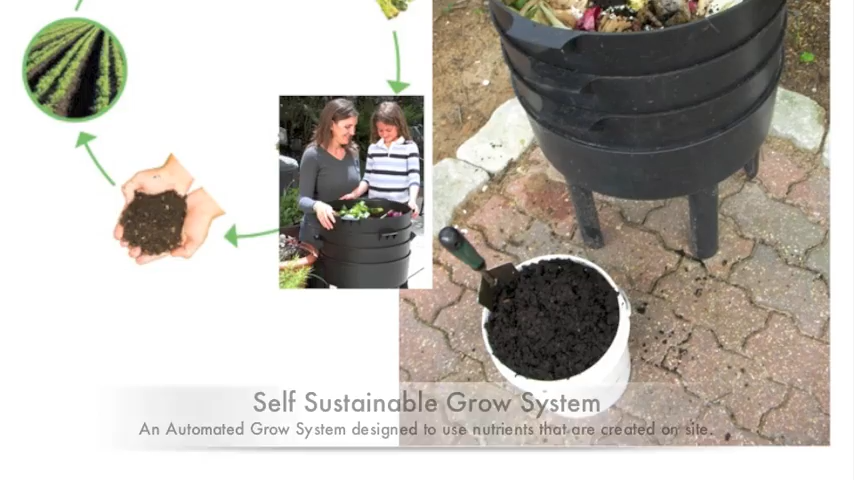 Self Sustainable Grow System
An Automated Grow System designed to use nutrients that are created on site.